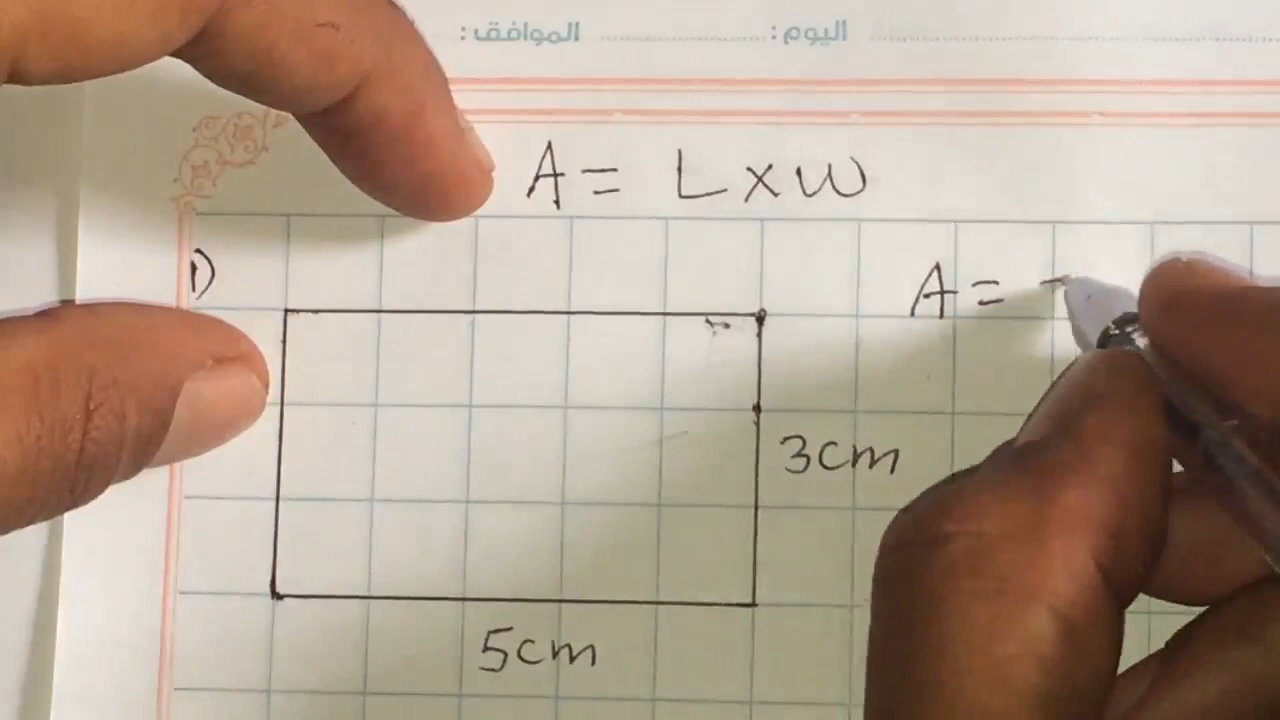 اليوم: الموافق:
A = L x W
1)
A =
3cm
5cm